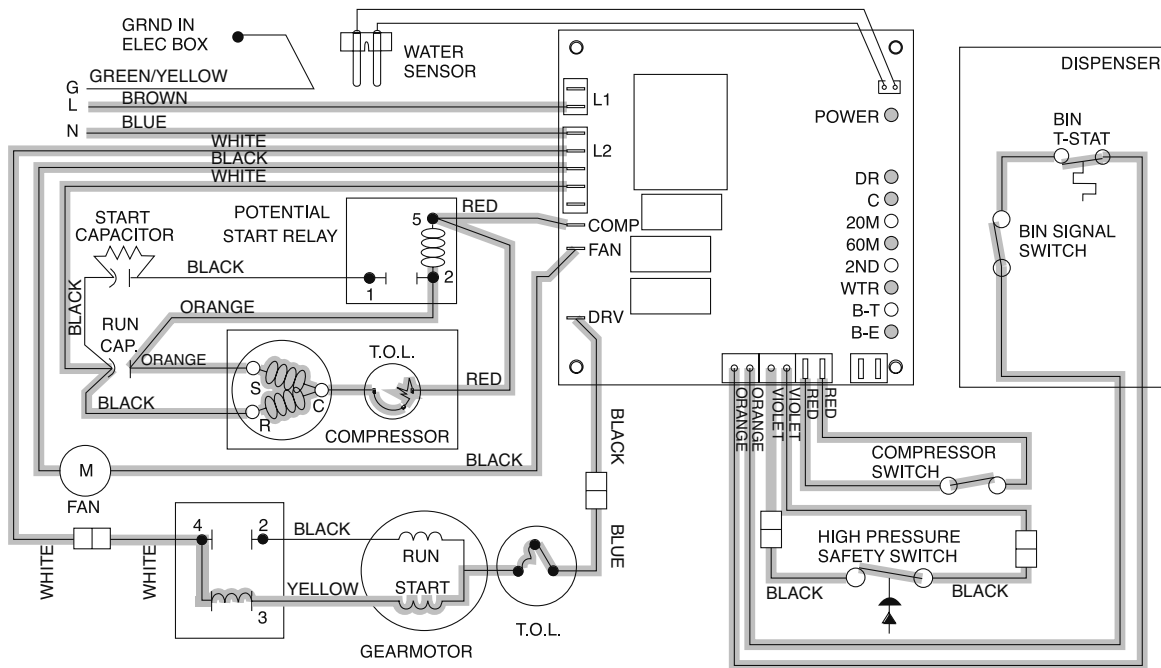 GRND IN
ELEC BOX
WATER
SENSOR
DISPENSER
G
GREEN/YELLOW
L
BROWN
L1
POWER
N
BLUE
WHITE
L2
BLACK
WHITE
BIN
T-STAT
DR
C
20M
60M
2ND
WTR
B-T
B-E
BIN SIGNAL
SWITCH
START
CAPACITOR
POTENTIAL
START RELAY
5
RED
COMP
FAN
BLACK
1
2
BLACK
ORANGE
DRV
RUN
CAP.
ORANGE
T.O.L.
RED
S
C
R
BLACK
COMPRESSOR
ORANGE
ORANGE
VIOLET
VIOLET
RED
RED
BLACK
COMPRESSOR
SWITCH
M
FAN
BLACK
4
2
BLACK
RUN
WHITE
WHITE
BLUE
HIGH PRESSURE
SAFETY SWITCH
YELLOW
START
3
BLACK
BLACK
GEARMOTOR
T.O.L.